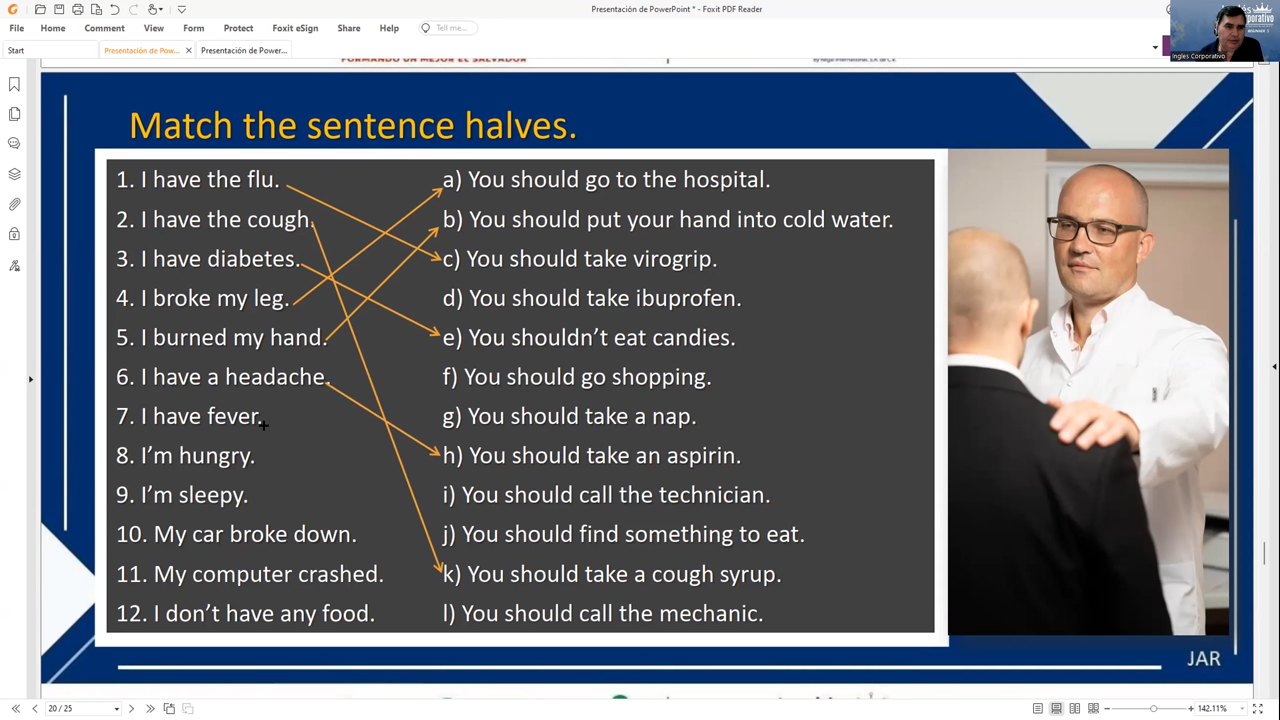 Presentación de PowerPoint * - Foxit PDF Reader
File Home Comment View Form Protect Foxit eSign Share Help Tell me...
Start Presentación de Pow... Presentación de Power...
Ingles Corporativo
FORMANDO UN MEJOR EL SALVADOR
Match the sentence halves.
1. I have the flu.
2. I have the cough.
3. I have diabetes.
4. I broke my leg.
5. I burned my hand.
6. I have a headache.
7. I have fever.
8. I’m hungry.
9. I’m sleepy.
10. My car broke down.
11. My computer crashed.
12. I don’t have any food.
a) You should go to the hospital.
b) You should put your hand into cold water.
c) You should take virogrip.
d) You should take ibuprofen.
e) You shouldn’t eat candies.
f) You should go shopping.
g) You should take a nap.
h) You should take an aspirin.
i) You should call the technician.
j) You should find something to eat.
k) You should take a cough syrup.
l) You should call the mechanic.
JAR
20 / 25
142.11%